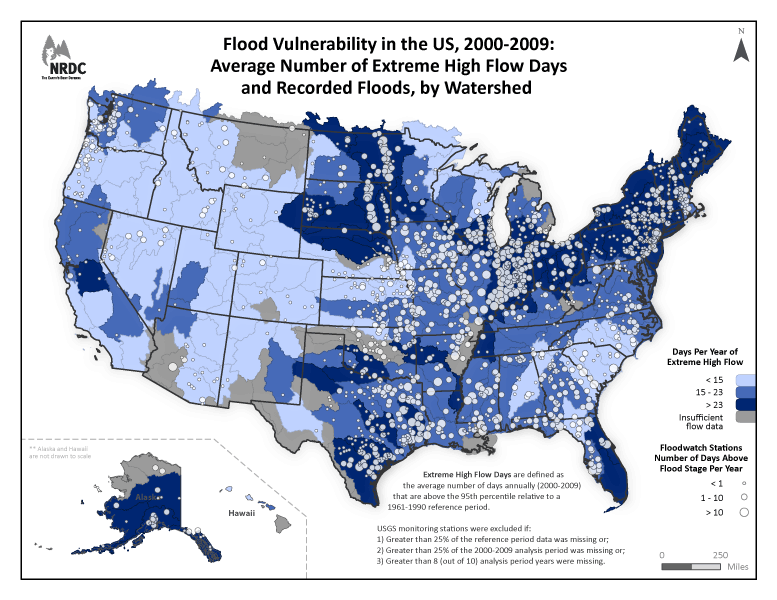 Flood Vulnerability in the US, 2000-2009:
Average Number of Extreme High Flow Days
and Recorded Floods, by Watershed
N
NRDC
THE EARTH'S BEST DEFENSE
Days Per Year of
Extreme High Flow
< 15
15 - 23
> 23
Insufficient
flow data
Floodwatch Stations
Number of Days Above
Flood Stage Per Year
< 1
1 - 10
> 10
** Alaska and Hawaii
are not drawn to scale
Alaska
Hawaii
Extreme High Flow Days are defined as
the average number of days annually (2000-2009)
that are above the 95th percentile relative to a
1961-1990 reference period.
USGS monitoring stations were excluded if:
1) Greater than 25% of the reference period data was missing or;
2) Greater than 25% of the 2000-2009 analysis period was missing or;
3) Greater than 8 (out of 10) analysis period years were missing.
0 250
Miles